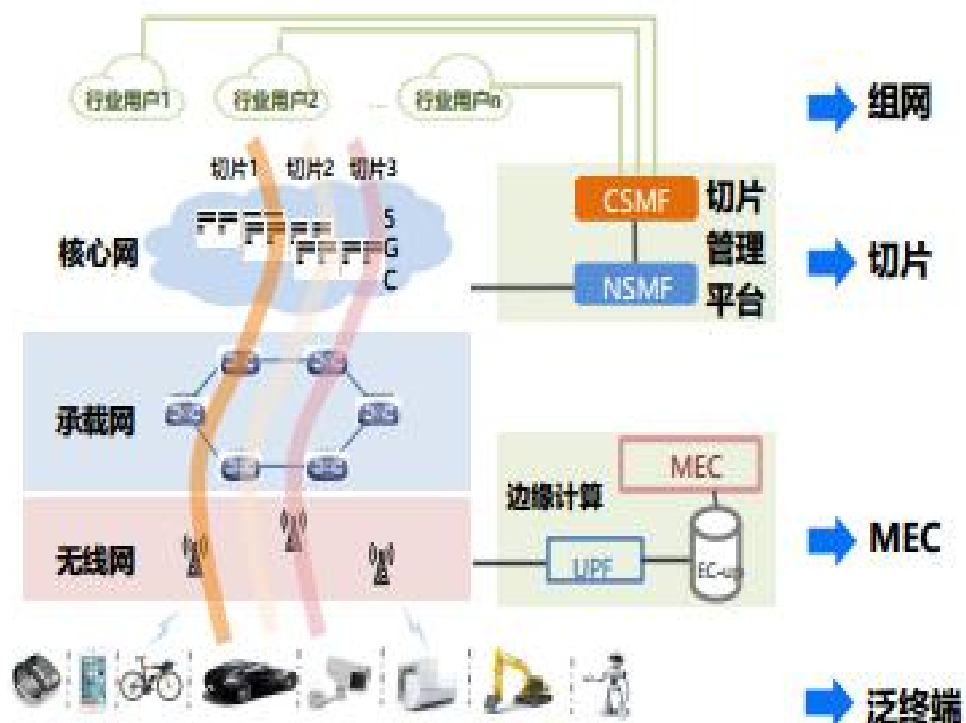 行业用户1
行业用户2
...
行业用户n
组网
切片1
切片2
切片3
5
G
C
核心网
CSMF
NSMF
切片
管理
平台
切片
承载网
无线网
边缘计算
MEC
UPF
MEC
泛终端